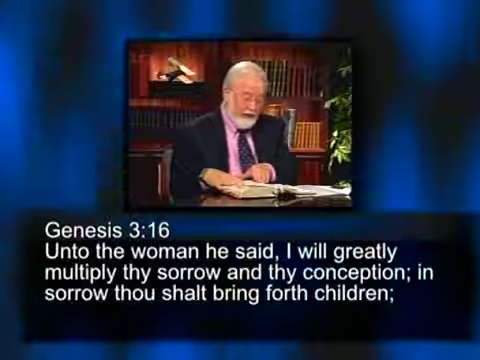 Genesis 3:16
Unto the woman he said, I will greatly
multiply thy sorrow and thy conception; in
sorrow thou shalt bring forth children;